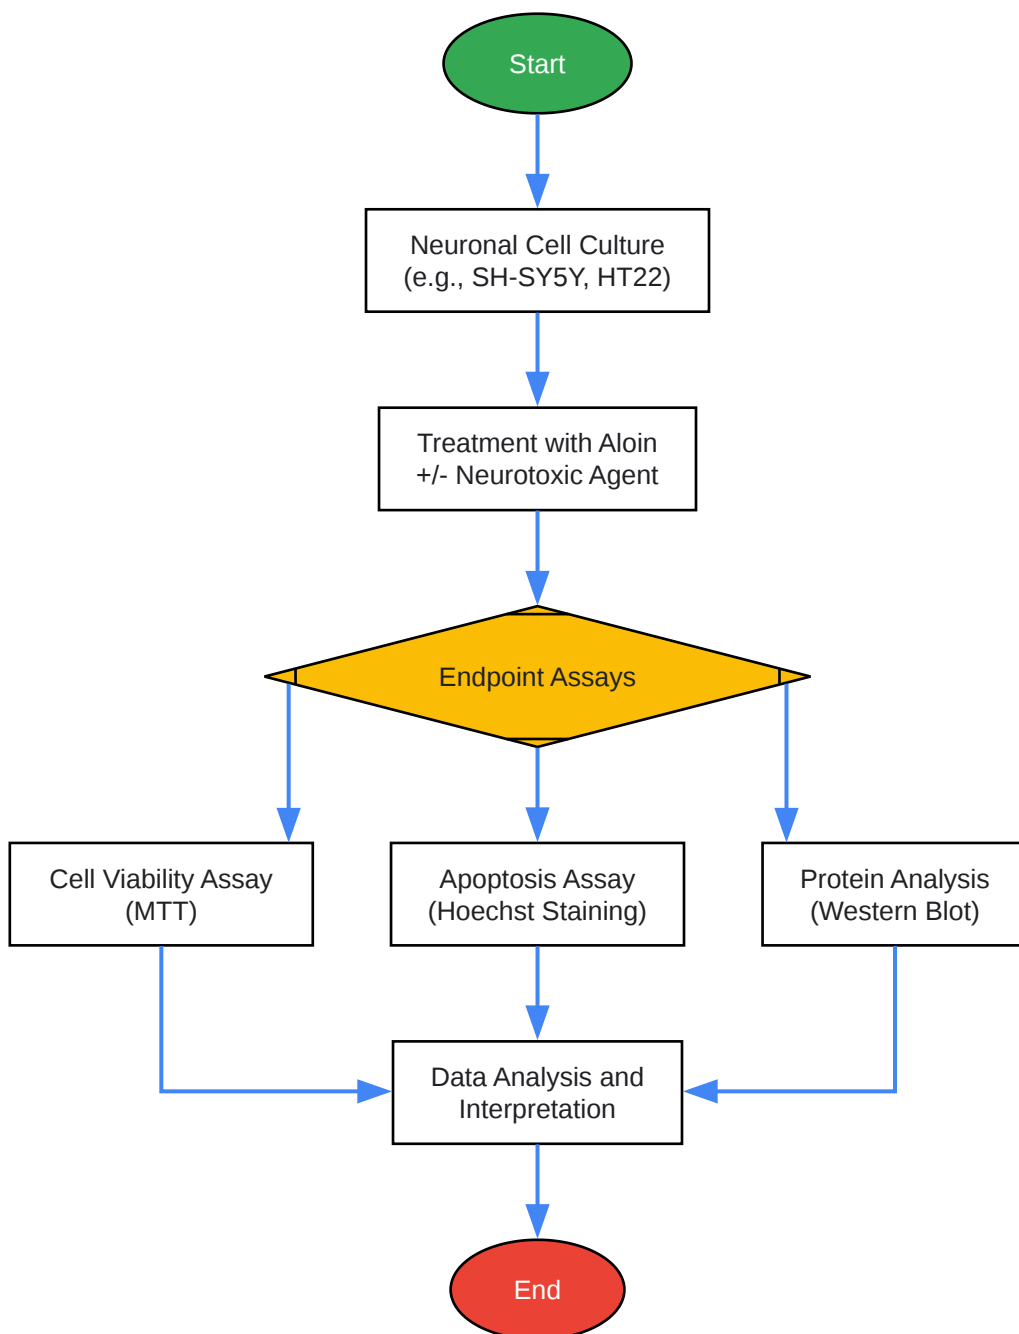 Start
Neuronal Cell Culture
(e.g., SH-SY5Y, HT22)
Treatment with Aloin
+/- Neurotoxic Agent
Endpoint Assays
Cell Viability Assay
(MTT)
Apoptosis Assay
(Hoechst Staining)
Protein Analysis
(Western Blot)
Data Analysis and
Interpretation
End